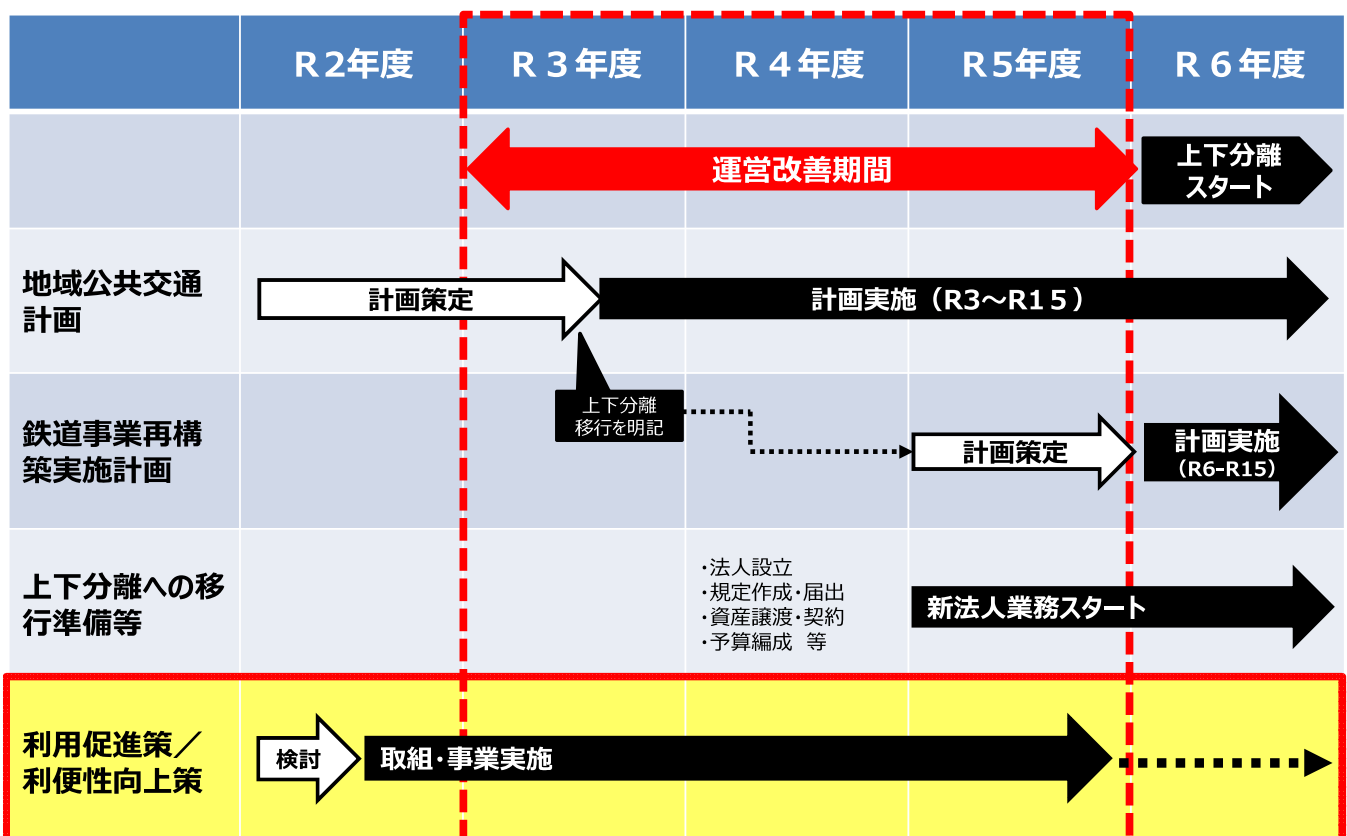 R2年度
R３年度
R４年度
R5年度
R６年度
運営改善期間
上下分離
スタート
地域公共交通
計画
計画策定
計画実施（R3～R1５）
上下分離
移行を明記
鉄道事業再構
築実施計画
計画策定
計画実施
（R6-R15）
上下分離への移
行準備等
・法人設立
・規定作成・届出
・資産譲渡・契約
・予算編成 等
新法人業務スタート
利用促進策／
利便性向上策
検討
取組・事業実施